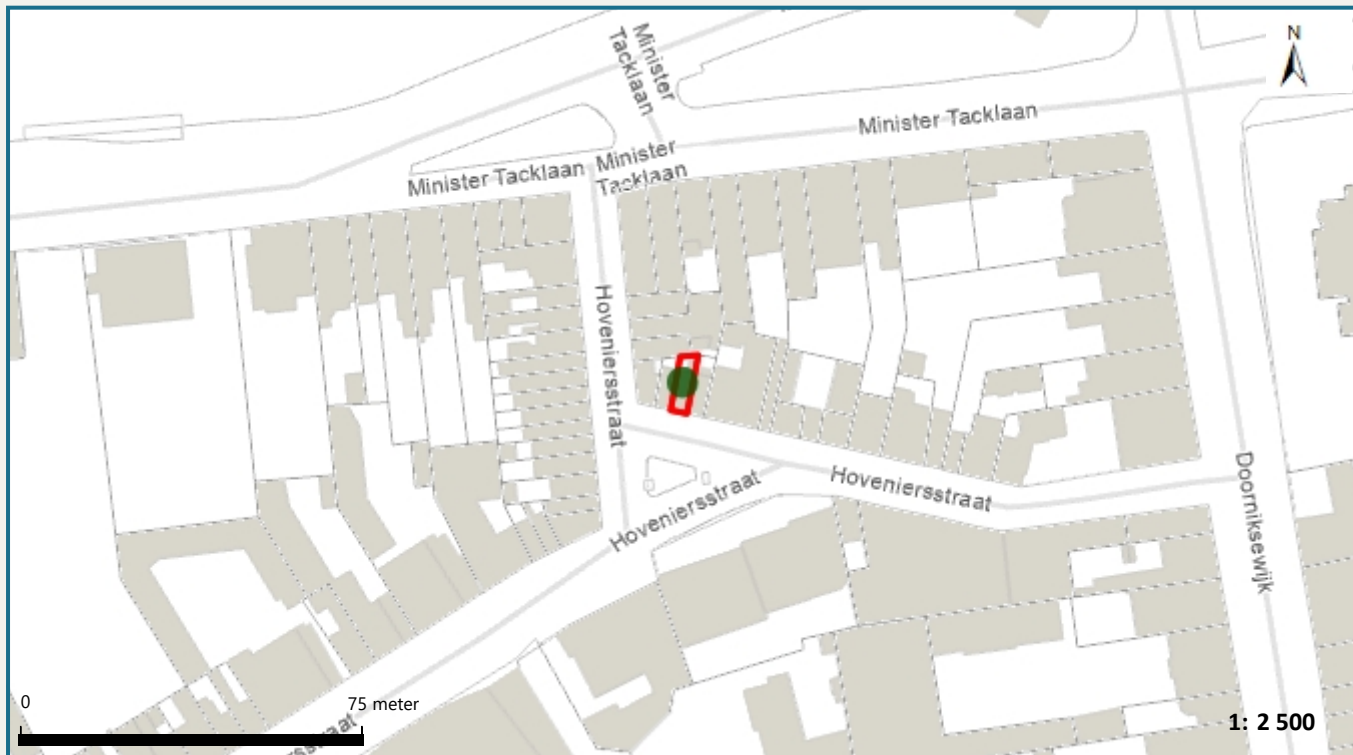 Minister
Tacklaan
N
Minister Tacklaan
Minister Tacklaan
Minister
Tacklaan
Hoveniersstraat
Hoveniersstraat
Hoveniersstraat
Doorniksewijk
0
75 meter
1: 2 500